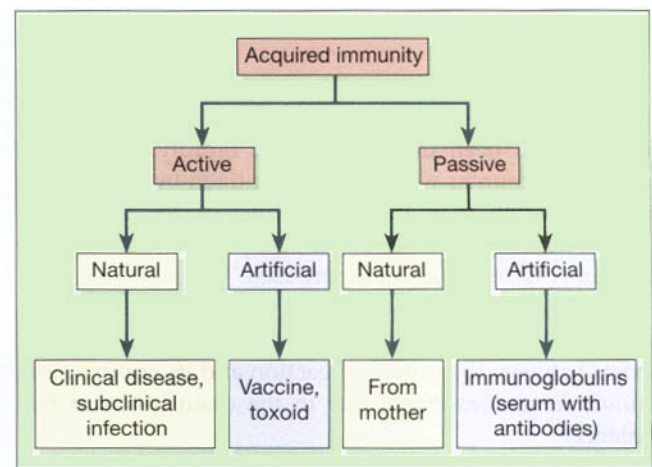 Acquired immunity
Active
Passive
Natural
Artificial
Natural
Artificial
Clinical disease,
subclinical
infection
Vaccine,
toxoid
From
mother
Immunoglobulins
(serum with
antibodies)